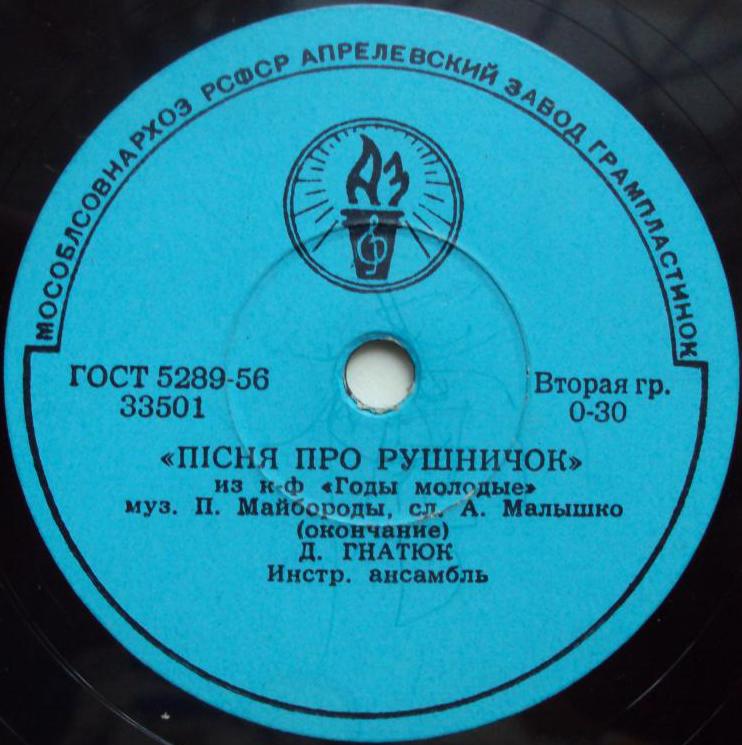 МОСОБЛСОВНАРХОЗ РСФСР АПРЕЛЕВСКИЙ ЗАВОД ГРАМПЛАСТИНОК
АЗ
ГОСТ 5289-56
33501
Вторая гр.
0-30
«ПІСНЯ ПРО РУШНИЧОК»
из к-ф «Годы молодые»
муз. П. Майбороды, сл. А. Малышко
(окончание)
Д. ГНАТЮК
Инстр. ансамбль